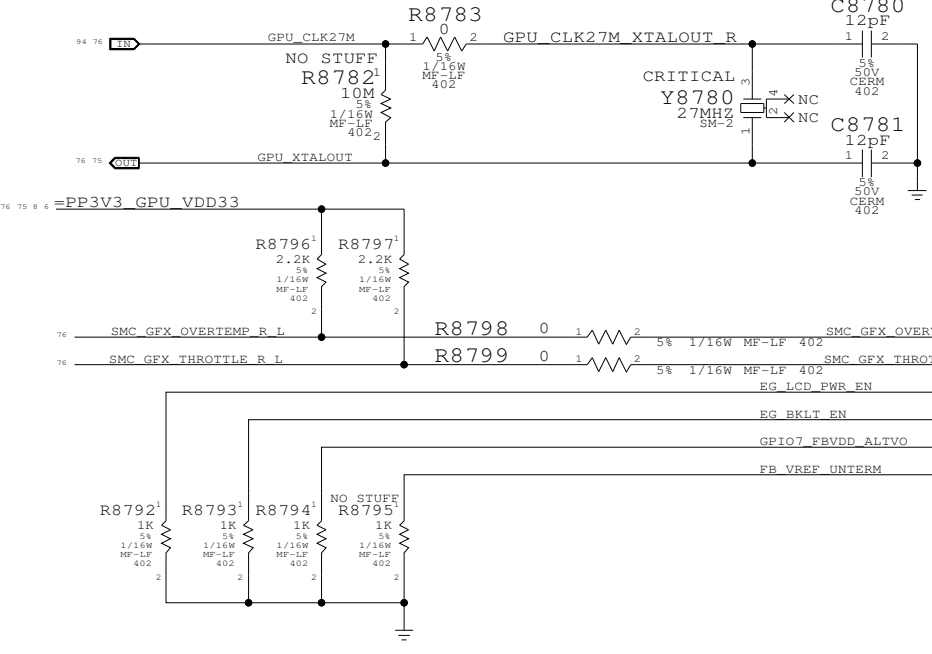 R8783
C8780
12pF
94 76 IN
GPU_CLK27M
1 0 2
GPU_CLK27M_XTALOUT_R
1 2
5%
1/16W
MF-LF
402
5%
50V
CERM
402
NO STUFF
R8782 1
10M
5%
1/16W
MF-LF
402 2
CRITICAL 3
Y8780 4 NC
27MHZ 2 NC
SM-2
1
C8781
12pF
1 2
5%
50V
CERM
402
76 75 OUT
GPU_XTALOUT
76 75 8 6 =PP3V3_GPU_VDD33
R8796 1
2.2K
5%
1/16W
MF-LF
402
2
R8797 1
2.2K
5%
1/16W
MF-LF
402
2
76 SMC_GFX_OVERTEMP_R_L
R8798 0 1 2
5% 1/16W MF-LF 402
SMC_GFX_OVER
76 SMC_GFX_THROTTLE_R_L
R8799 0 1 2
5% 1/16W MF-LF 402
SMC_GFX_THROT
EG_LCD_PWR_EN
EG_BKLT_EN
GPIO7_FBVDD_ALTVO
FB_VREF_UNTERM
R8792 1
1K
5%
1/16W
MF-LF
402
2
R8793 1
1K
5%
1/16W
MF-LF
402
2
R8794 1
1K
5%
1/16W
MF-LF
402
2
NO STUFF
R8795 1
1K
5%
1/16W
MF-LF
402
2